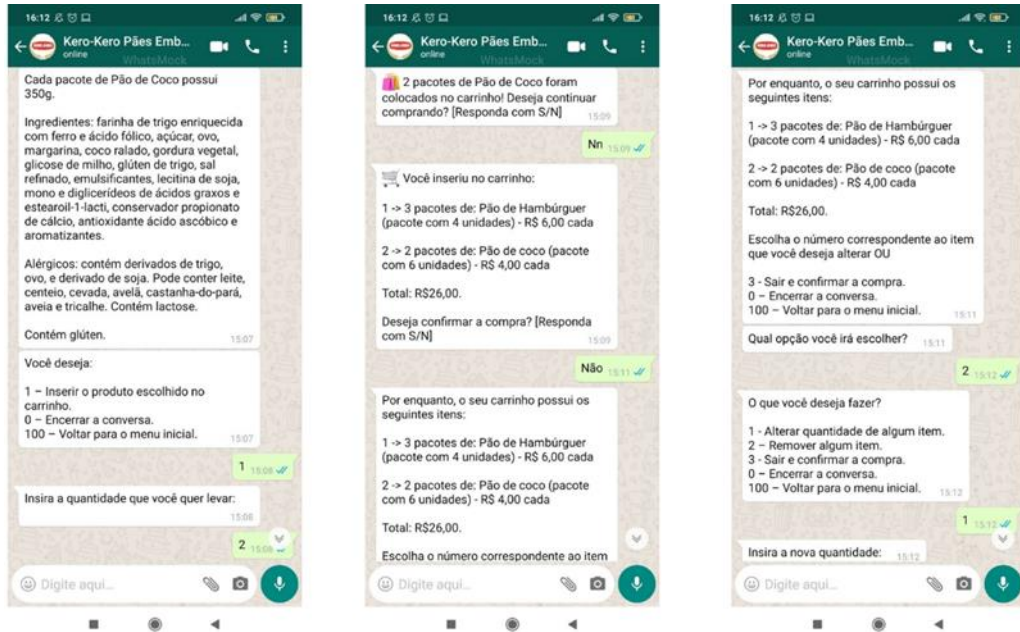 16:12
Kero-Kero Pães Emb...
online
WhatsMock
Cada pacote de Pão de Coco possui
350g.
Ingredientes: farinha de trigo enriquecida
com ferro e ácido fólico, açúcar, ovo,
margarina, coco ralado, gordura vegetal,
glicose de milho, glúten de trigo, sal
refinado, emulsificantes, lecitina de soja,
mono e diglicerídeos de ácidos graxos e
estearoil-1-lacti, conservador propionato
de cálcio, antioxidante ácido ascóbico e
aromatizantes.
Alérgicos: contém derivados de trigo,
ovo, e derivado de soja. Pode conter leite,
centeio, cevada, avelã, castanha-do-pará,
aveia e tricalhe. Contém lactose.
Contém glúten. 15:07
Você deseja:
1 – Inserir o produto escolhido no
carrinho.
0 – Encerrar a conversa.
100 – Voltar para o menu inicial. 15:07
1 15:08
Insira a quantidade que você quer levar:
15:08
2 15:08
Digite aqui...
16:12
Kero-Kero Pães Emb...
online
WhatsMock
2 pacotes de Pão de Coco foram
colocados no carrinho! Deseja continuar
comprando? [Responda com S/N] 15:09
Nn 15:09
Você inseriu no carrinho:
1 -> 3 pacotes de: Pão de Hambúrguer
(pacote com 4 unidades) - R$ 6,00 cada
2 -> 2 pacotes de: Pão de coco (pacote
com 6 unidades) - R$ 4,00 cada
Total: R$26,00.
Deseja confirmar a compra? [Responda
com S/N] 15:09
Não 15:11
Por enquanto, o seu carrinho possui os
seguintes itens:
1 -> 3 pacotes de: Pão de Hambúrguer
(pacote com 4 unidades) - R$ 6,00 cada
2 -> 2 pacotes de: Pão de coco (pacote
com 6 unidades) - R$ 4,00 cada
Total: R$26,00.
Escolha o número correspondente ao item
Digite aqui...
16:12
Kero-Kero Pães Emb...
online
WhatsMock
Por enquanto, o seu carrinho possui os
seguintes itens:
1 -> 3 pacotes de: Pão de Hambúrguer
(pacote com 4 unidades) - R$ 6,00 cada
2 -> 2 pacotes de: Pão de coco (pacote
com 6 unidades) - R$ 4,00 cada
Total: R$26,00.
Escolha o número correspondente ao item
que você deseja alterar OU
3 - Sair e confirmar a compra.
0 – Encerrar a conversa.
100 – Voltar para o menu inicial. 15:11
Qual opção você irá escolher? 15:11
2 15:12
O que você deseja fazer?
1 - Alterar quantidade de algum item.
2 – Remover algum item.
3 - Sair e confirmar a compra.
0 – Encerrar a conversa.
100 – Voltar para o menu inicial. 15:12
1 15:12
Insira a nova quantidade: 15:12
Digite aqui...